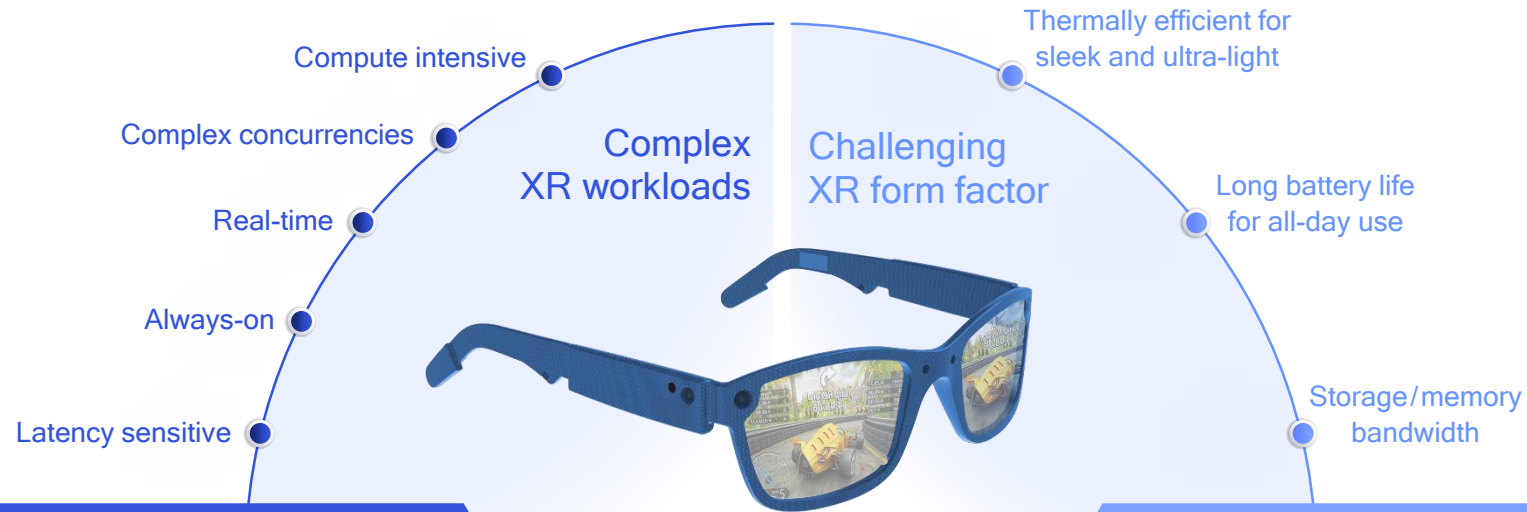 Compute intensive
Complex concurrencies
Real-time
Always-on
Latency sensitive
Complex
XR workloads
Challenging
XR form factor
Thermally efficient for
sleek and ultra-light
Long battery life
for all-day use
Storage/memory
bandwidth